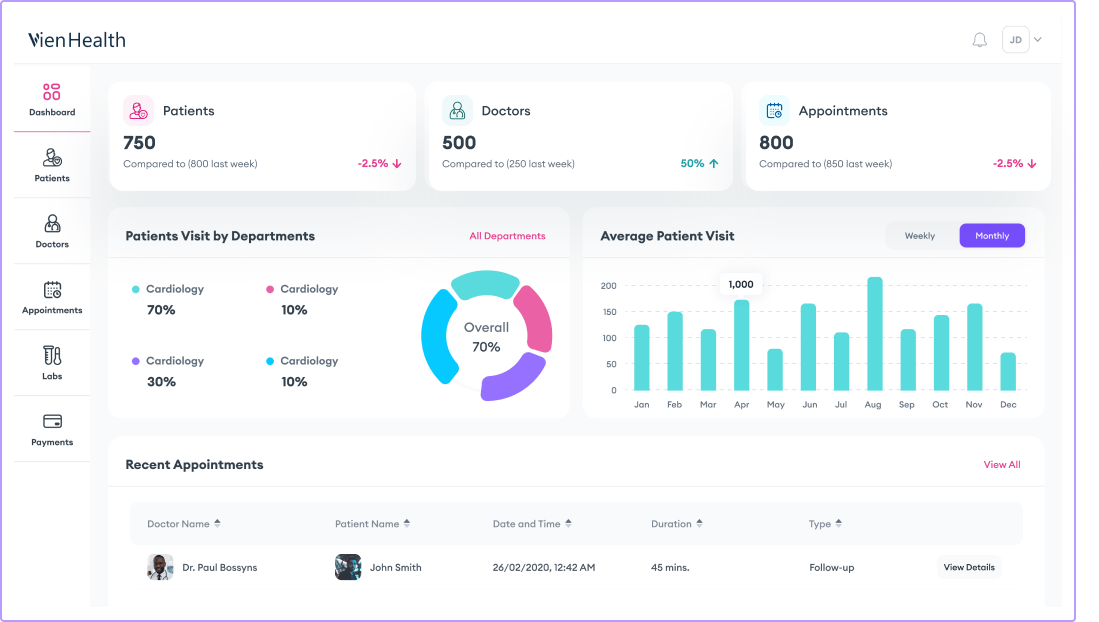 VienHealth
JD
Dashboard
Patients
Doctors
Appointments
Labs
Payments
Patients
750
Compared to (800 last week)
-2.5%
Doctors
500
Compared to (250 last week)
50%
Appointments
800
Compared to (850 last week)
-2.5%
Patients Visit by Departments
All Departments
Cardiology
70%
Cardiology
10%
Cardiology
30%
Cardiology
10%
Overall
70%
Average Patient Visit
Weekly
Monthly
1,000
200
150
100
50
0
Jan Feb Mar Apr May Jun Jul Aug Sep Oct Nov Dec
Recent Appointments
View All
Doctor Name Patient Name Date and Time Duration Type
Dr. Paul Bossyns John Smith 26/02/2020, 12:42 AM 45 mins. Follow-up View Details